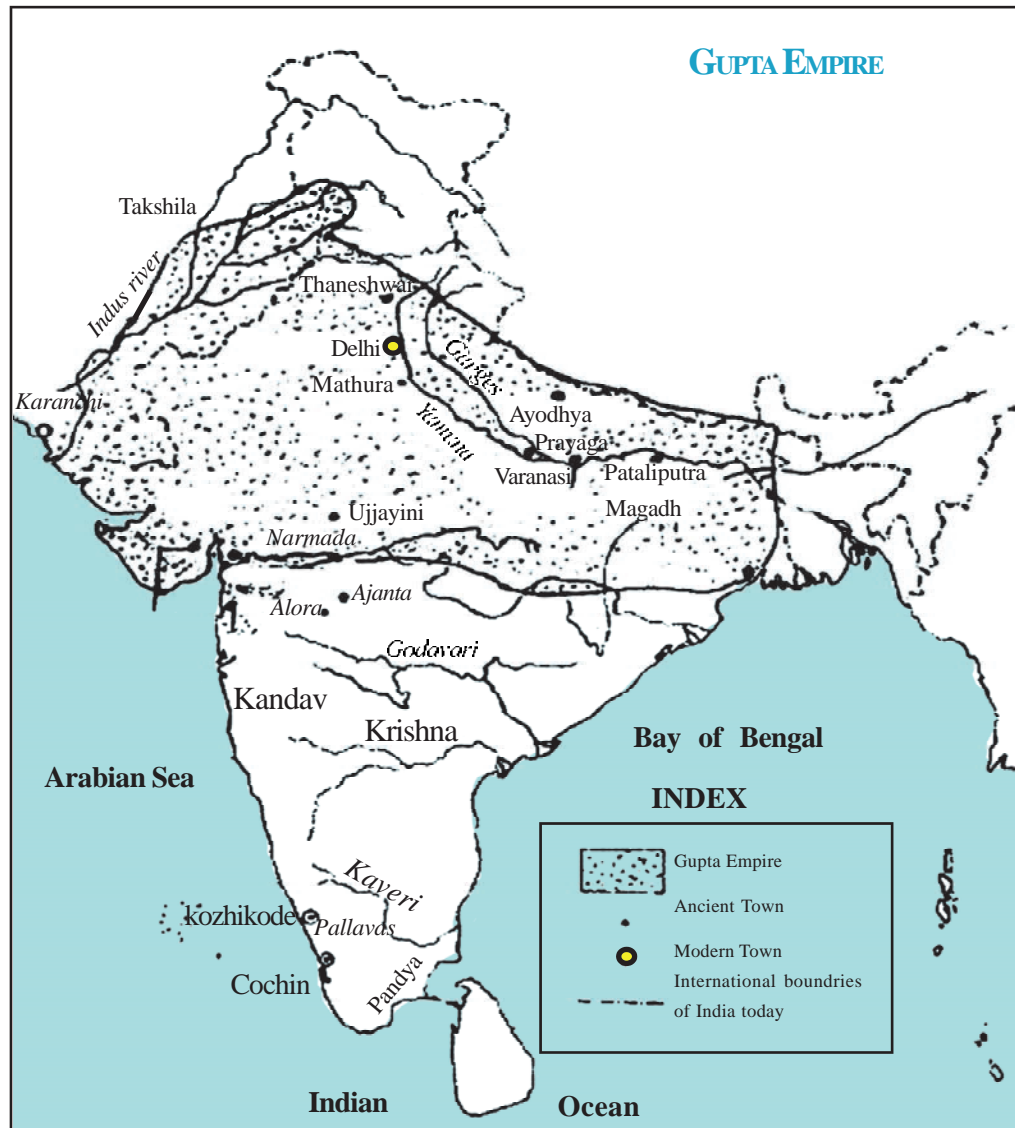 GUPTA EMPIRE
Takshila
Indus river
Thaneshwar
Delhi
Ganges
Mathura
Karanchi
Yamuna
Ayodhya
Prayaga
Varanasi
Pataliputra
Magadh
Ujjayini
Narmada
Ajanta
Alora
Godavari
Kandav
Krishna
Bay of Bengal
Arabian Sea
INDEX
Gupta Empire
Ancient Town
Modern Town
International boundries
of India today
Kaveri
kozhikode
Pallavas
Cochin
Pandya
Indian Ocean